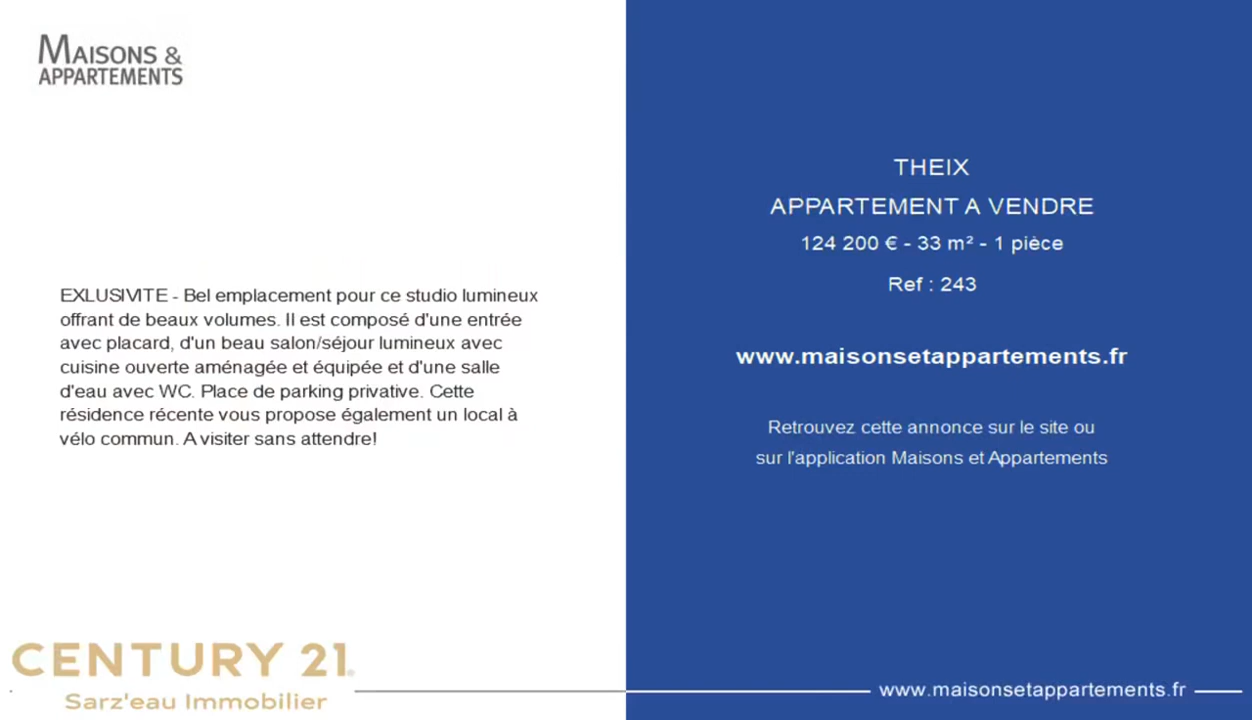 MAISONS &
APPARTEMENTS
EXLUSIVITE - Bel emplacement pour ce studio lumineux
offrant de beaux volumes. Il est composé d'une entrée
avec placard, d'un beau salon/séjour lumineux avec
cuisine ouverte aménagée et équipée et d'une salle
d'eau avec WC. Place de parking privative. Cette
résidence récente vous propose également un local à
vélo commun. A visiter sans attendre!
CENTURY 21
Sarz'eau Immobilier
THEIX
APPARTEMENT A VENDRE
124 200 € - 33 m² - 1 pièce
Ref : 243
www.maisonsetappartements.fr
Retrouvez cette annonce sur le site ou
sur l'application Maisons et Appartements
www.maisonsetappartements.fr